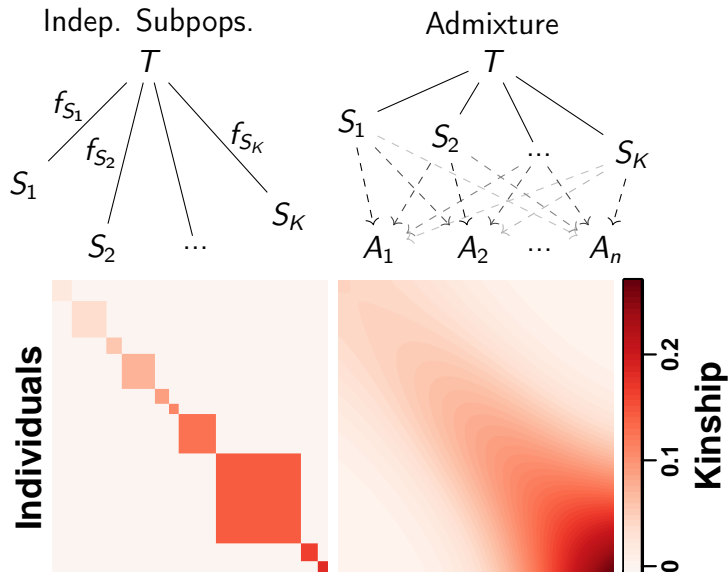 Indep. Subpops.
T
f_{S_1}
f_{S_2}
f_{S_K}
S_1
S_2
...
S_K
Admixture
T
S_1
S_2
...
S_K
A_1
A_2
...
A_n
Individuals
0
0.1
0.2
Kinship